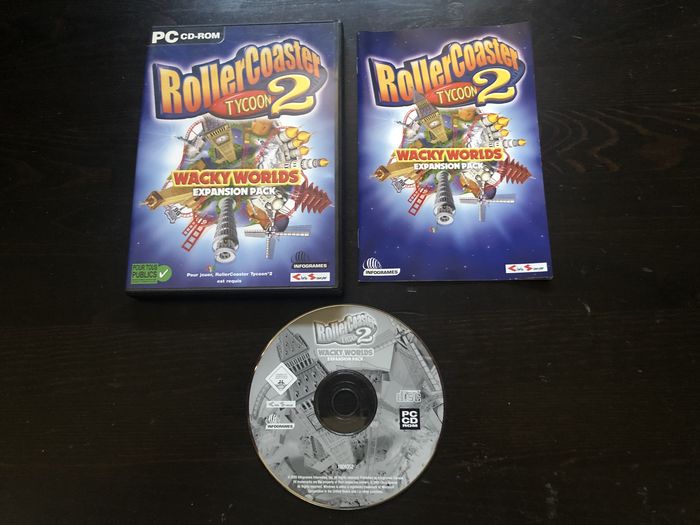 PC CD-ROM
RollerCoaster
TYCOON 2
WACKY WORLDS
EXPANSION PACK
POUR TOUS
PUBLICS
Pour jouer, RollerCoaster Tycoon®2
est requis
INFOGRAMES
RollerCoaster
TYCOON 2
WACKY WORLDS
EXPANSION PACK
INFOGRAMES
RollerCoaster
TYCOON 2
WACKY WORLDS
EXPANSION PACK
INFOGRAMES
PC
CD
ROM